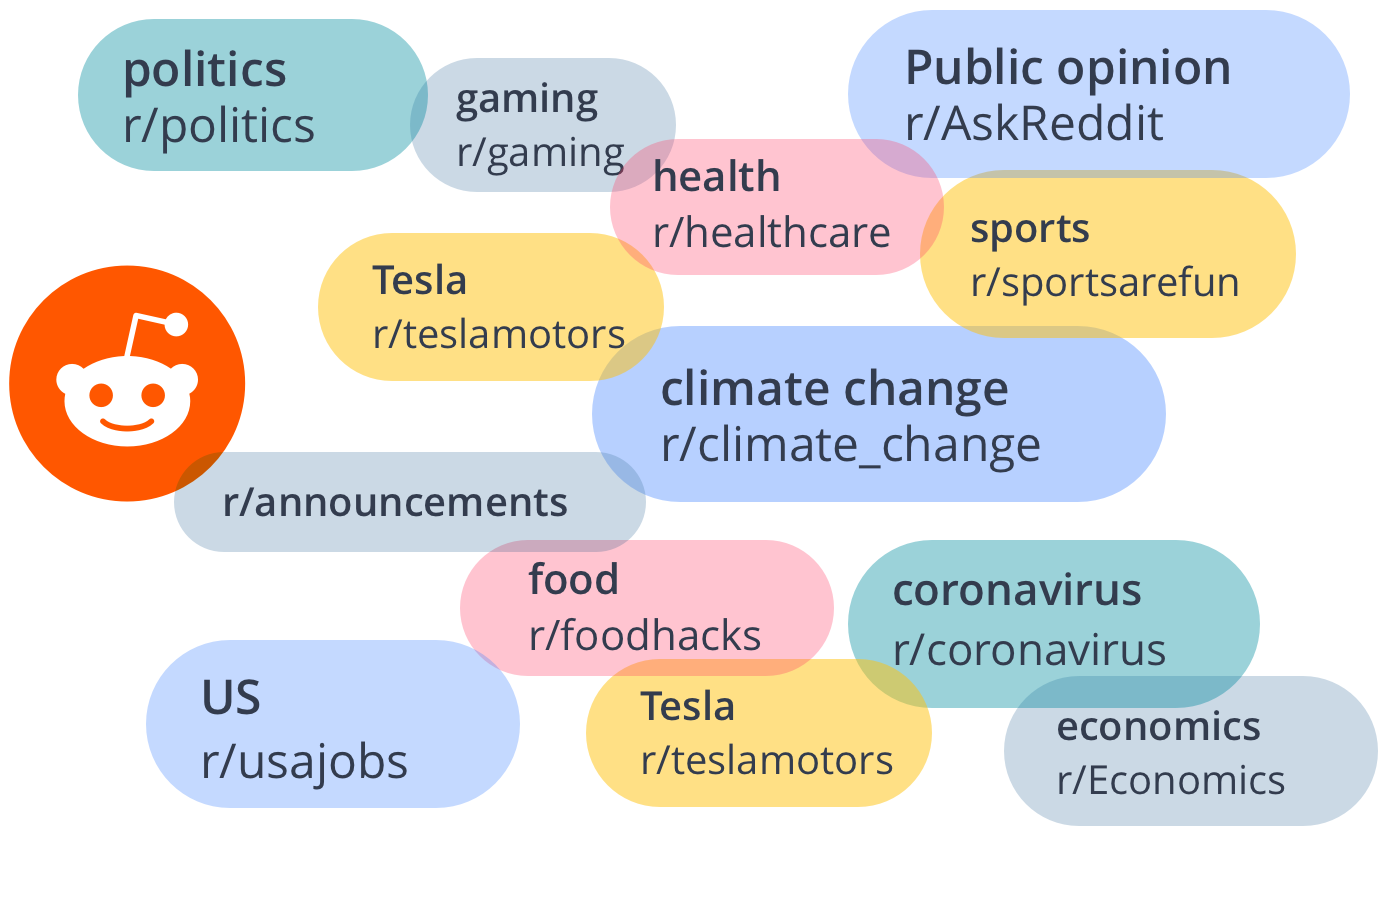 politics
r/politics
gaming
r/gaming
Public opinion
r/AskReddit
health
r/healthcare
sports
r/sportsarefun
Tesla
r/teslamotors
climate change
r/climate_change
r/announcements
food
r/foodhacks
coronavirus
r/coronavirus
US
r/usajobs
Tesla
r/teslamotors
economics
r/Economics